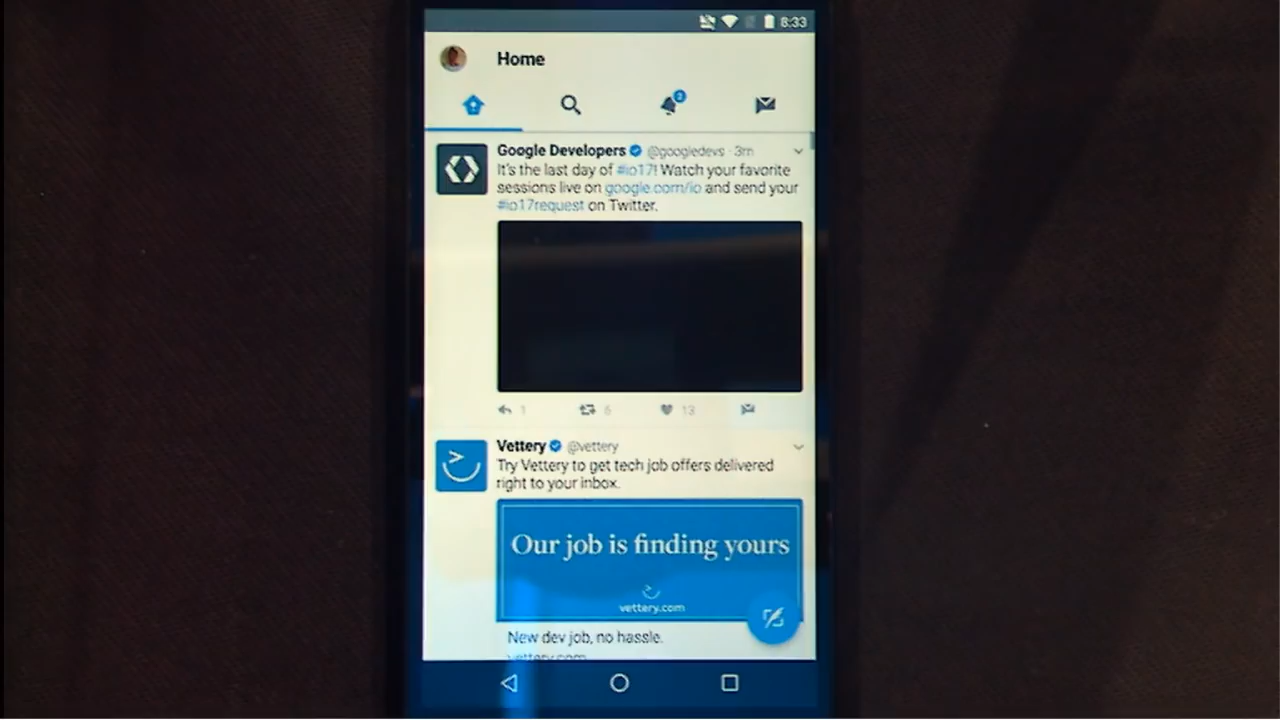 8:33
Home
2
Google Developers @googledevs · 3m
It's the last day of #io17! Watch your favorite
sessions live on google.com/io and send your
#io17request on Twitter.
1 6 13
Vettery @vettery
Try Vettery to get tech job offers delivered
right to your inbox.
Our job is finding yours
vettery.com
New dev job, no hassle.
vettery.com